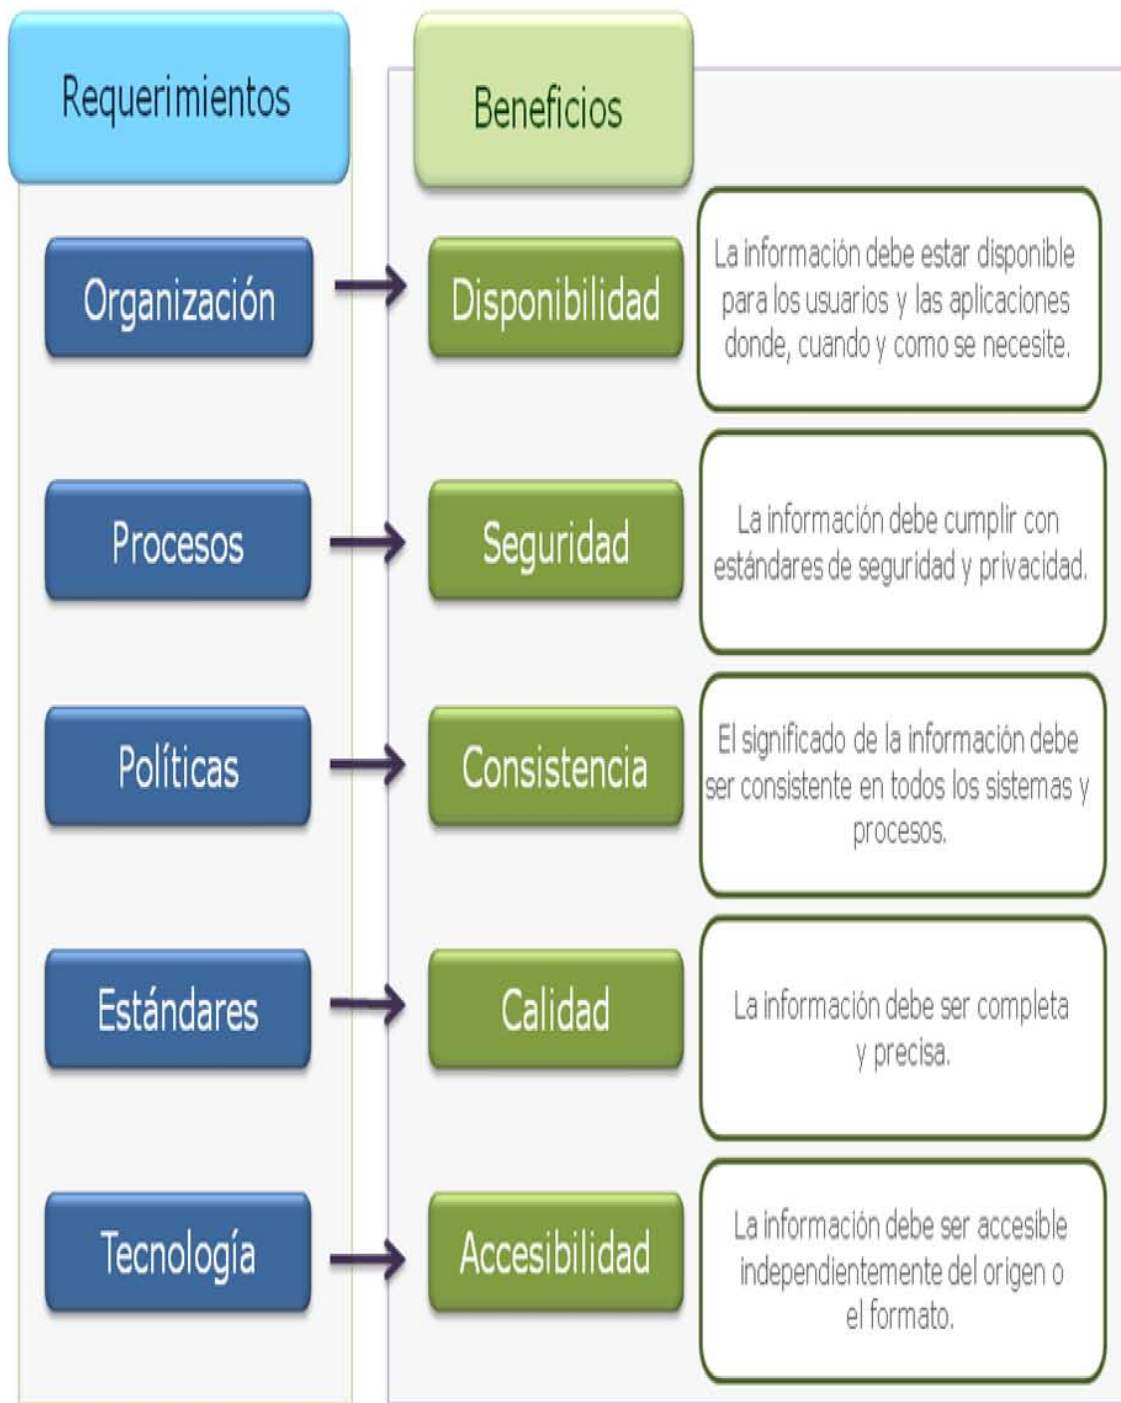 Requerimientos
Beneficios
Organización
Disponibilidad
La información debe estar disponible
para los usuarios y las aplicaciones
donde, cuando y como se necesite.
Procesos
Seguridad
La información debe cumplir con
estándares de seguridad y privacidad.
Políticas
Consistencia
El significado de la información debe
ser consistente en todos los sistemas y
procesos.
Estándares
Calidad
La información debe ser completa
y precisa.
Tecnología
Accesibilidad
La información debe ser accesible
independientemente del origen o
el formato.